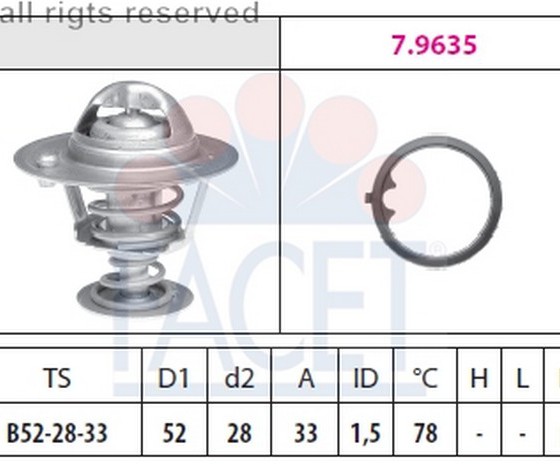 all rigts reserved
7.9635
FACET ®
TS D1 d2 A ID °C H L
B52-28-33 52 28 33 1,5 78 - -